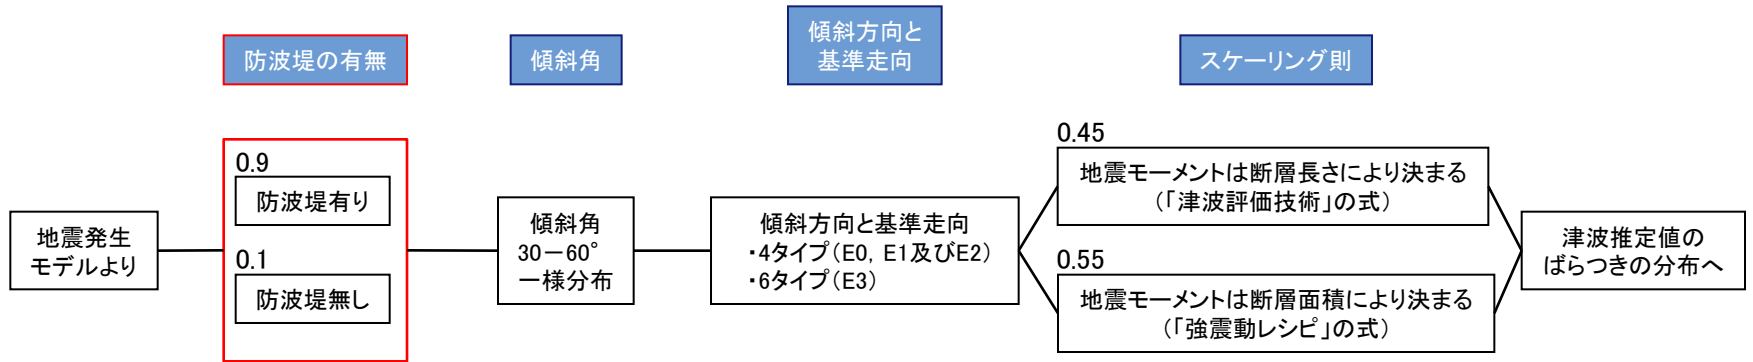 防波堤の有無
傾斜角
傾斜方向と
基準走向
スケーリング則
地震発生
モデルより
0.9
防波堤有り
0.1
防波堤無し
傾斜角
30－60°
一様分布
傾斜方向と基準走向
・4タイプ(E0, E1及びE2)
・6タイプ(E3)
0.45
地震モーメントは断層長さにより決まる
(「津波評価技術」の式)
0.55
地震モーメントは断層面積により決まる
(「強震動レシピ」の式)
津波推定値の
ばらつきの分布へ